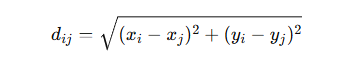 d_{ij} = \sqrt{(x_i - x_j)^2 + (y_i - y_j)^2}